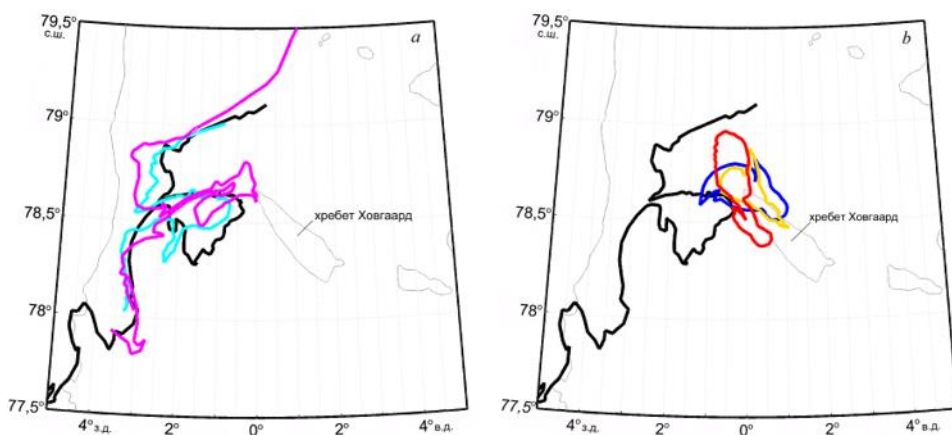 79,5°
с.ш.
a
79°
78,5°
хребет Ховгаард
78°
77,5°
4° з.д.
2°
0°
2°
4° в.д.
79,5°
с.ш.
b
79°
78,5°
хребет Ховгаард
78°
77,5°
4° з.д.
2°
0°
2°
4° в.д.